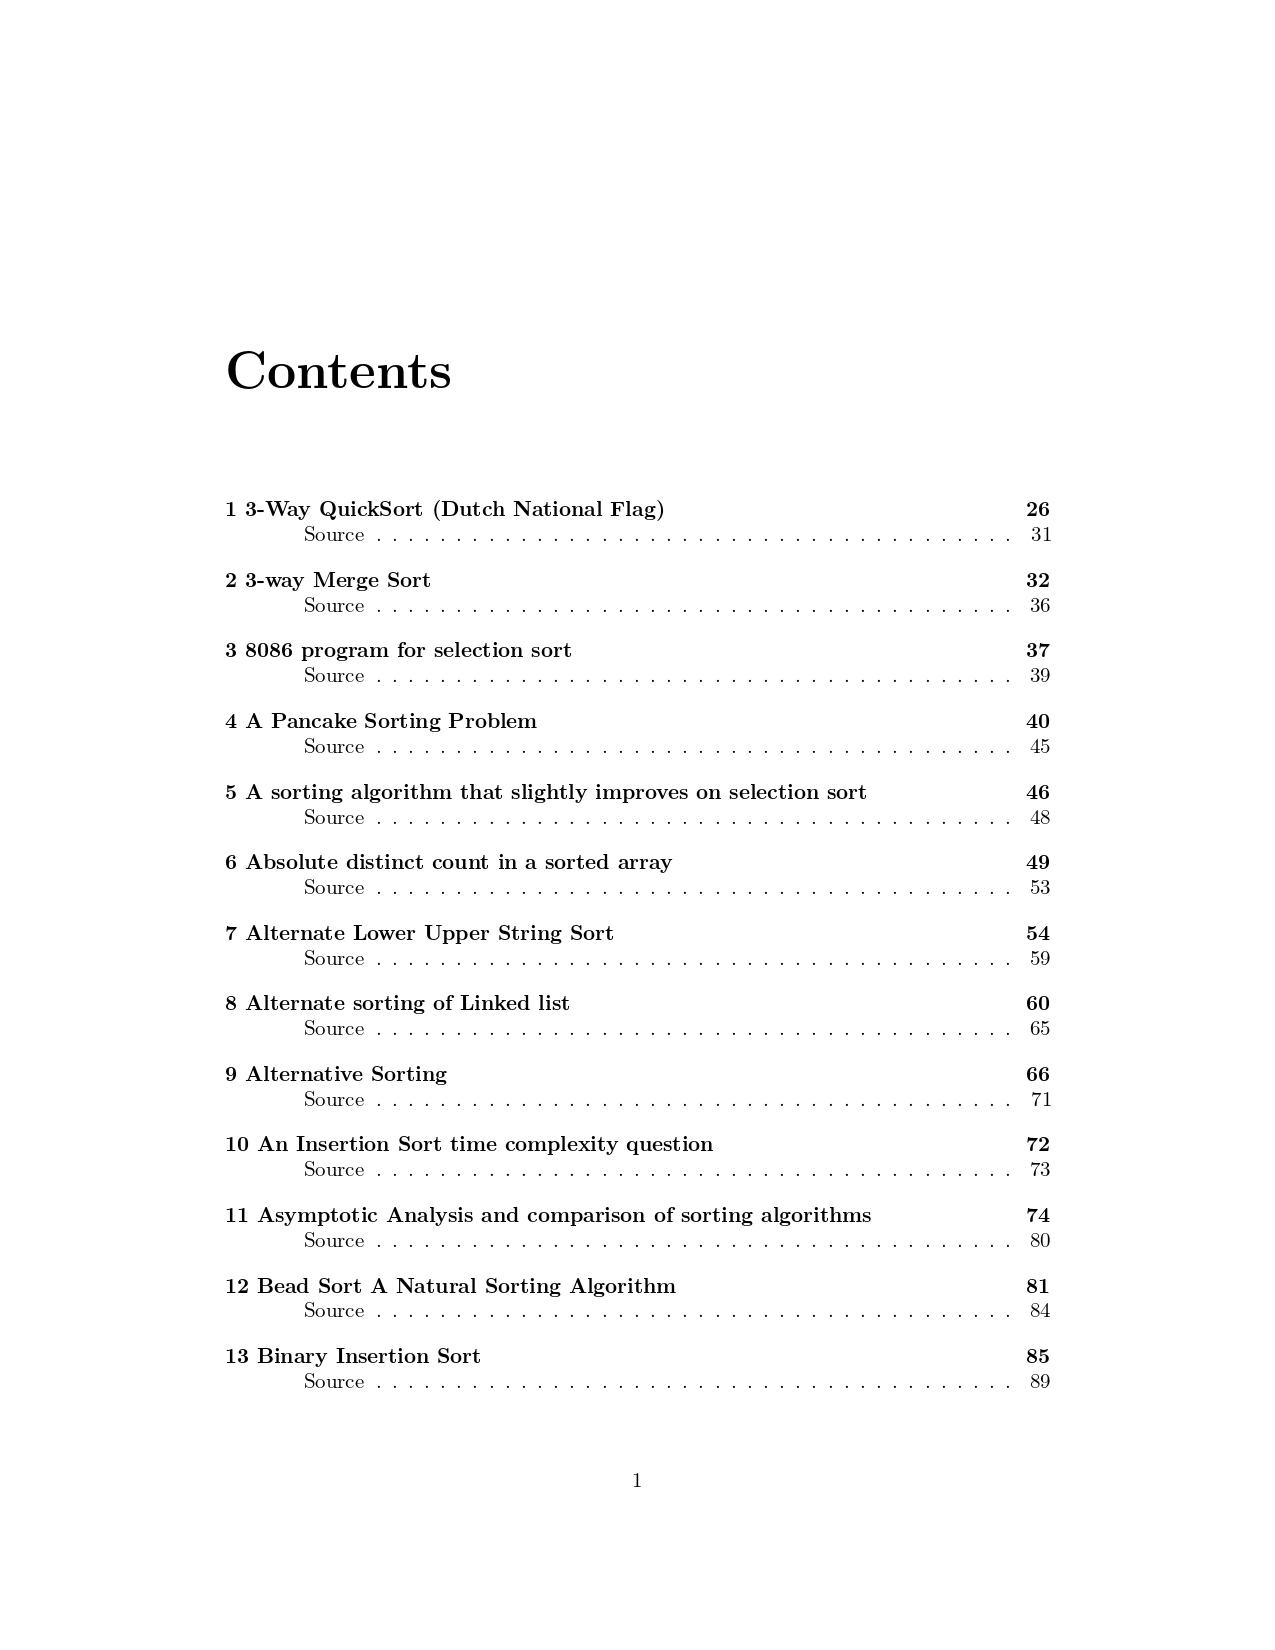 Contents
1 3-Way QuickSort (Dutch National Flag) 26
Source . . . . . . . . . . . . . . . . . . . . . . . . . . . . . . . . . . . . . . . . 31
2 3-way Merge Sort 32
Source . . . . . . . . . . . . . . . . . . . . . . . . . . . . . . . . . . . . . . . . 36
3 8086 program for selection sort 37
Source . . . . . . . . . . . . . . . . . . . . . . . . . . . . . . . . . . . . . . . . 39
4 A Pancake Sorting Problem 40
Source . . . . . . . . . . . . . . . . . . . . . . . . . . . . . . . . . . . . . . . . 45
5 A sorting algorithm that slightly improves on selection sort 46
Source . . . . . . . . . . . . . . . . . . . . . . . . . . . . . . . . . . . . . . . . 48
6 Absolute distinct count in a sorted array 49
Source . . . . . . . . . . . . . . . . . . . . . . . . . . . . . . . . . . . . . . . . 53
7 Alternate Lower Upper String Sort 54
Source . . . . . . . . . . . . . . . . . . . . . . . . . . . . . . . . . . . . . . . . 59
8 Alternate sorting of Linked list 60
Source . . . . . . . . . . . . . . . . . . . . . . . . . . . . . . . . . . . . . . . . 65
9 Alternative Sorting 66
Source . . . . . . . . . . . . . . . . . . . . . . . . . . . . . . . . . . . . . . . . 71
10 An Insertion Sort time complexity question 72
Source . . . . . . . . . . . . . . . . . . . . . . . . . . . . . . . . . . . . . . . . 73
11 Asymptotic Analysis and comparison of sorting algorithms 74
Source . . . . . . . . . . . . . . . . . . . . . . . . . . . . . . . . . . . . . . . . 80
12 Bead Sort A Natural Sorting Algorithm 81
Source . . . . . . . . . . . . . . . . . . . . . . . . . . . . . . . . . . . . . . . . 84
13 Binary Insertion Sort 85
Source . . . . . . . . . . . . . . . . . . . . . . . . . . . . . . . . . . . . . . . . 89
1